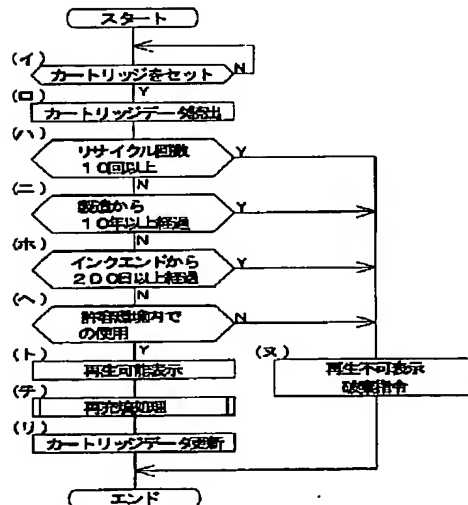 スタート
(イ)
カートリッジをセット
N
Y
(ロ)
カートリッジデータ読出
(ハ)
リサイクル回数
10回以上
Y
N
(ニ)
製造から
10年以上経過
Y
N
(ホ)
インクエンドから
200日以上経過
Y
N
(ヘ)
許容環境内で
の使用
N
Y
(ト)
再生可能表示
(ヌ)
再生不可表示
破棄指令
(チ)
再充填処理
(リ)
カートリッジデータ更新
エンド